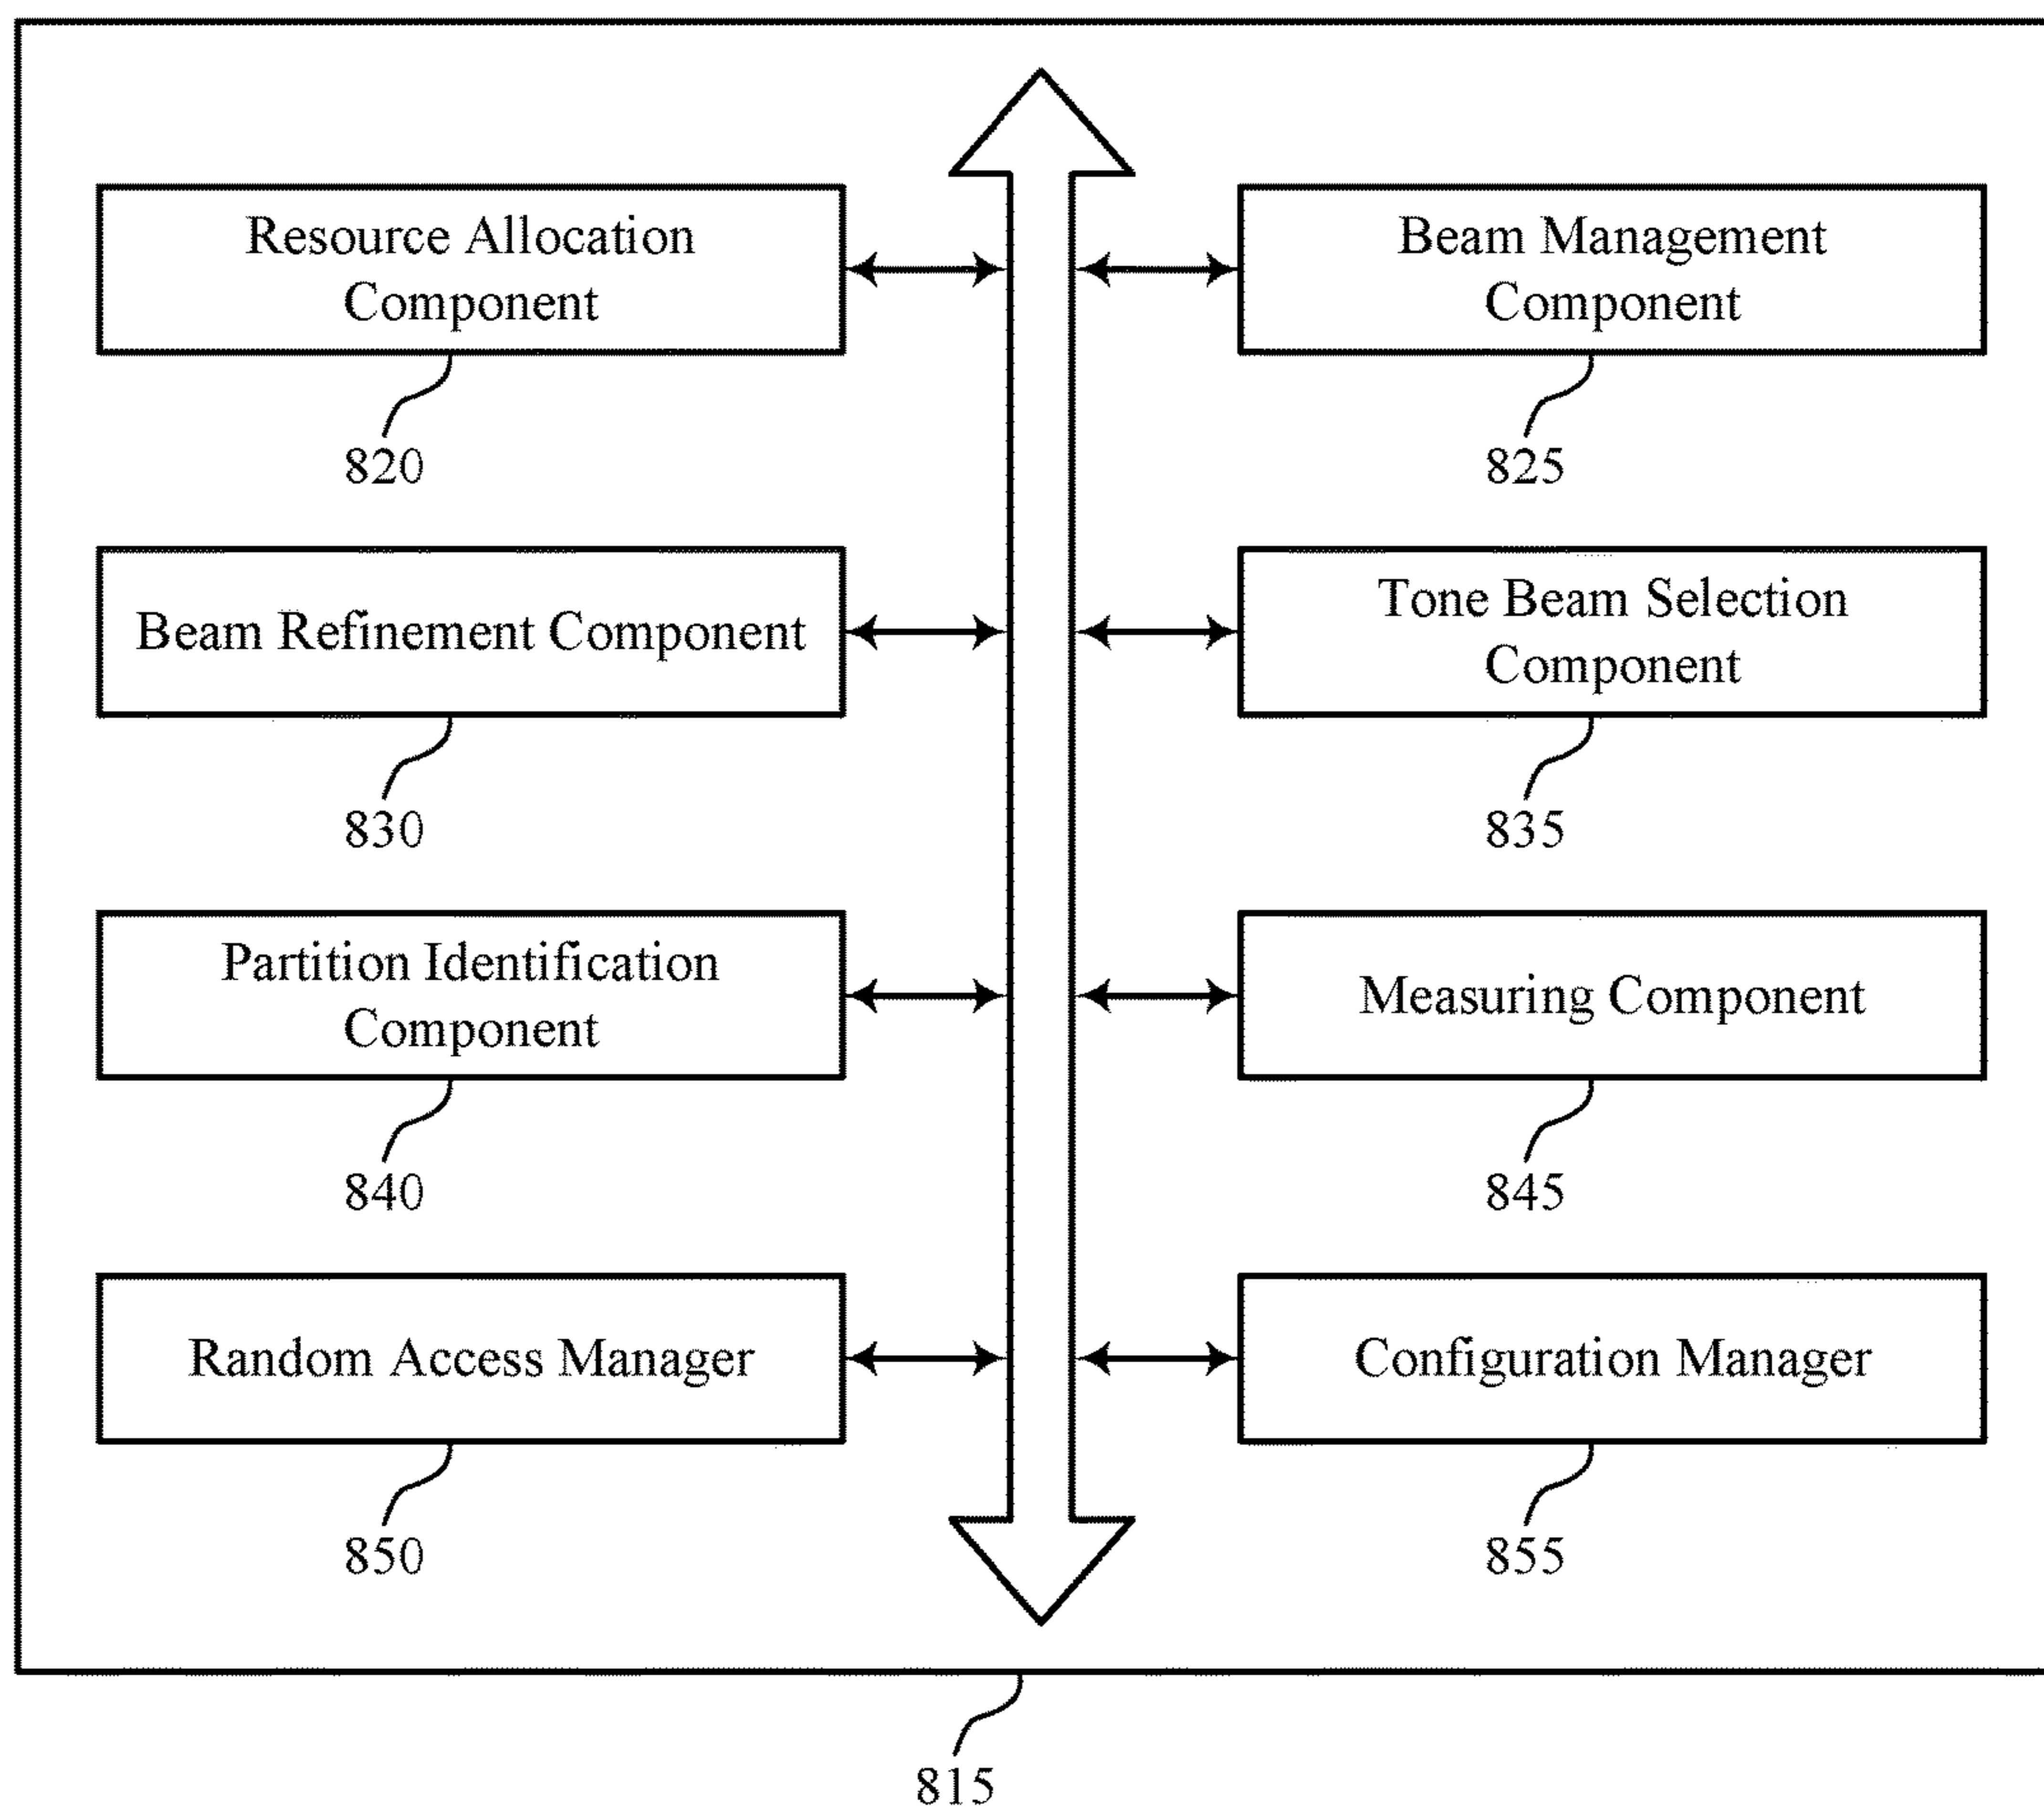 Resource Allocation
Component
820
Beam Management
Component
825
Beam Refinement Component
830
Tone Beam Selection
Component
835
Partition Identification
Component
840
Measuring Component
845
Random Access Manager
850
Configuration Manager
855
815